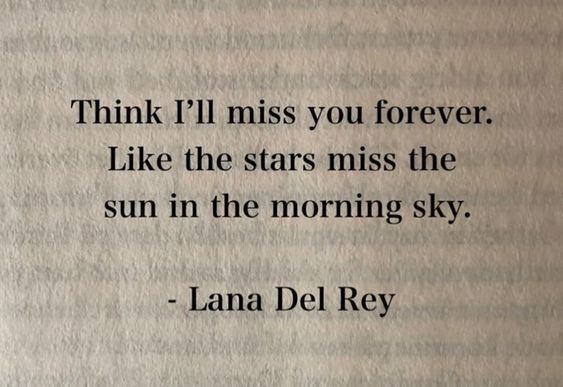 Think I’ll miss you forever.
Like the stars miss the
sun in the morning sky.
- Lana Del Rey